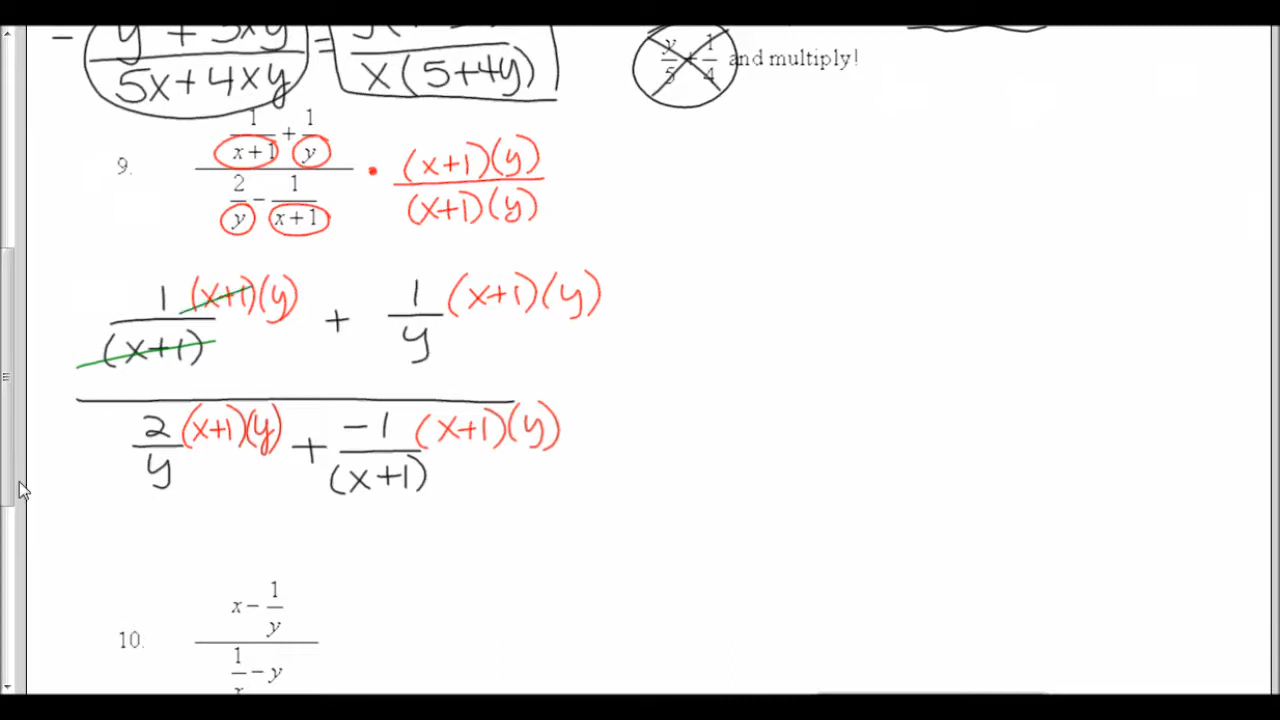 - y + 5xy / 5x+4xy = / x(5+4y)
y/5 + 1/4 and multiply!
9. (1/(x+1) + 1/y) / (2/y - 1/(x+1)) • (x+1)(y) / (x+1)(y)
1(x+1)(y) / (x+1) + 1(x+1)(y) / y
2(x+1)(y) / y + -1(x+1)(y) / (x+1)
10. (x - 1/y) / (1/x - y)